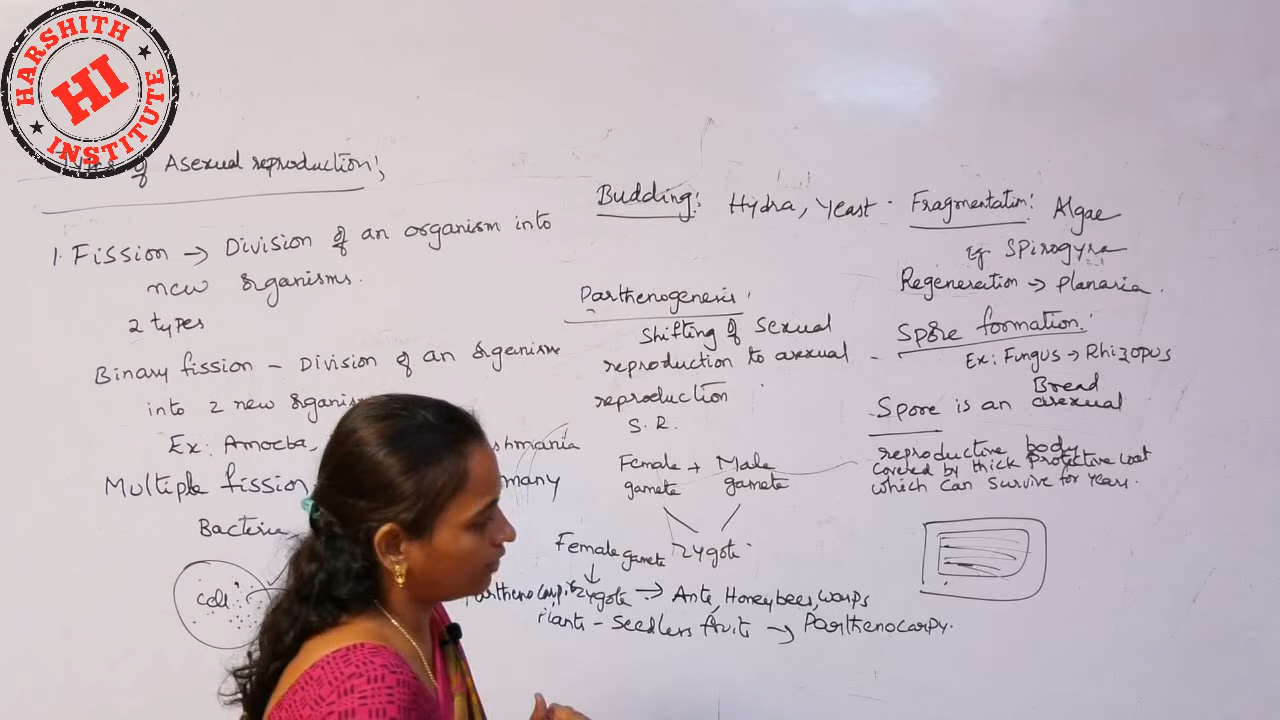 HARSHITH
HI
INSTITUTE
of Asexual reproduction;
1. Fission → Division of an organism into
new organisms.
2 types
Binary fission - Division of an organism
into 2 new
Ex: Amoeba,
Multiple fission
many
Bacteria
cell
Budding: Hydra, Yeast.
Parthenogenesis:
Shifting of sexual
reproduction to asexual
reproduction
S.R.
Female + Male
gamete gamete
Female gamete Zygote
Zygote → Ants, Honeybees, wasps
Plants - Seedless fruits → Parthenocarpy.
Fragmentation: Algae
eg Spirogyra
Regeneration → planaria.
Spore formation:
Ex: Fungus → Rhizopus
Bread
Spore is an asexual
reproductive body
covered by thick protective coat
which can survive for years.